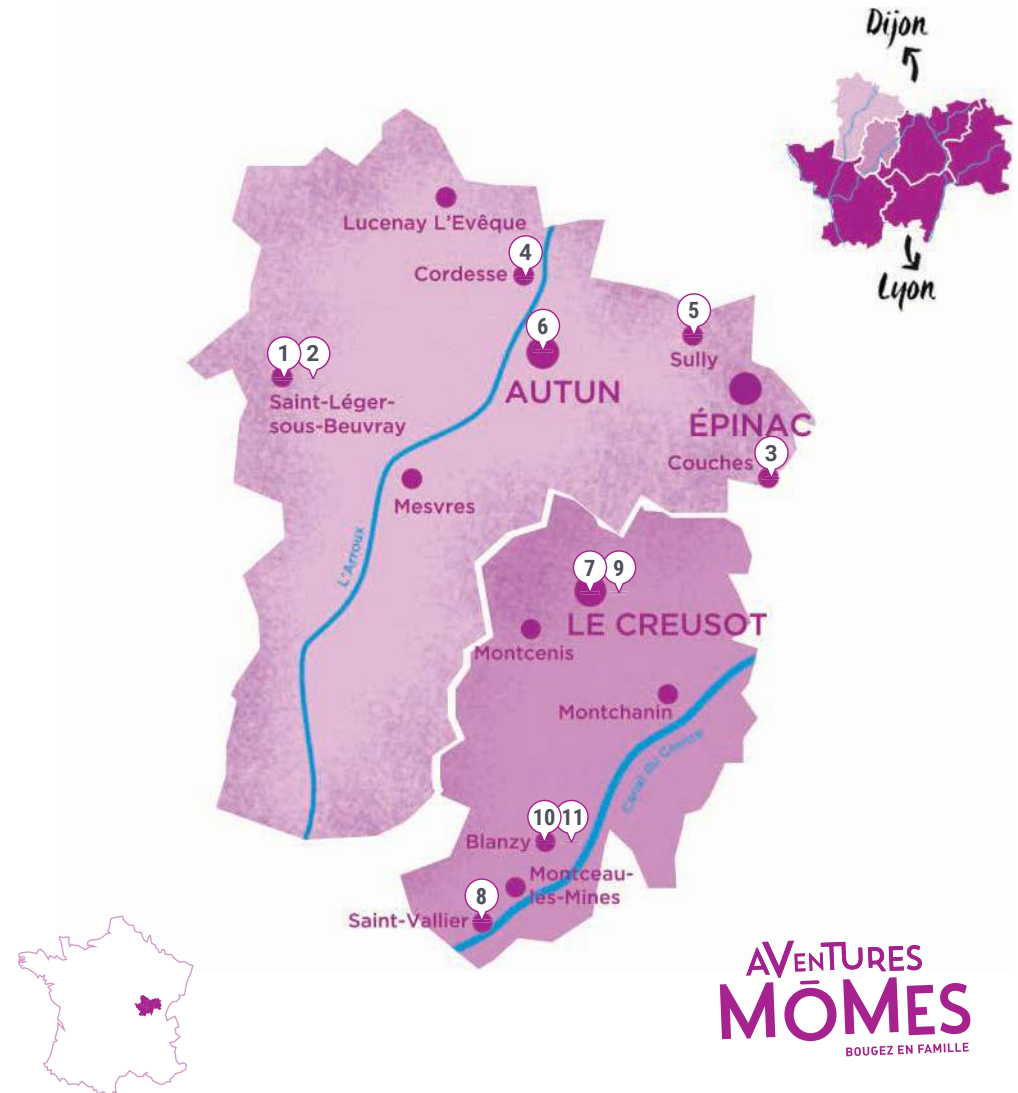 Dijon
Lyon
Lucenay L'Evêque
4
Cordesse
5
Sully
6
AUTUN
1 2
Saint-Léger-
sous-Beuvray
ÉPINAC
3
Couches
Mesvres
L'Arroux
7 9
LE CREUSOT
Montcenis
Montchanin
Canal du Centre
10 11
Blanzy
Montceau-
les-Mines
8
Saint-Vallier
AVENTURES
MÔMES
BOUGEZ EN FAMILLE